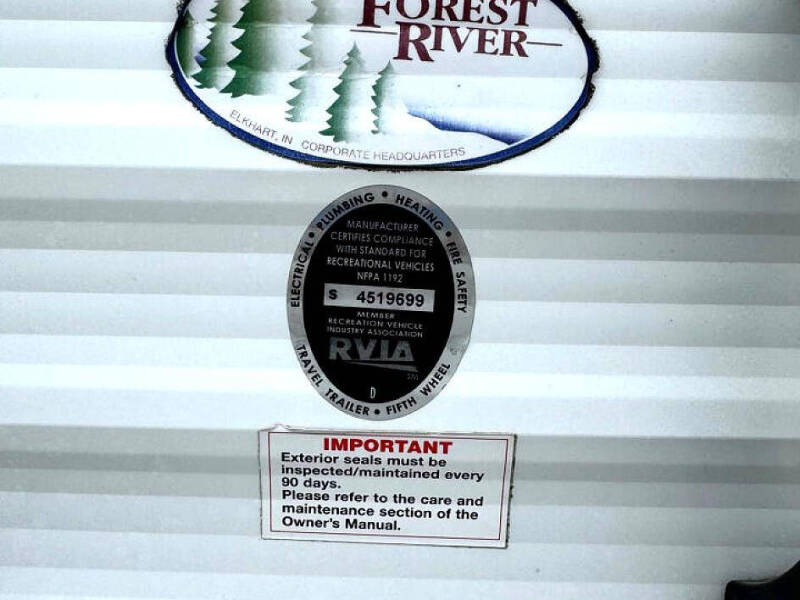 FOREST
RIVER
ELKHART, IN CORPORATE HEADQUARTERS
ELECTRICAL • PLUMBING • HEATING • FIRE SAFETY
MANUFACTURER
CERTIFIES COMPLIANCE
WITH STANDARD FOR
RECREATIONAL VEHICLES
NFPA 1192
S 4519699
MEMBER
RECREATION VEHICLE
INDUSTRY ASSOCIATION
RVIA
SM
D
TRAVEL TRAILER • FIFTH WHEEL
IMPORTANT
Exterior seals must be
inspected/maintained every
90 days.
Please refer to the care and
maintenance section of the
Owner's Manual.